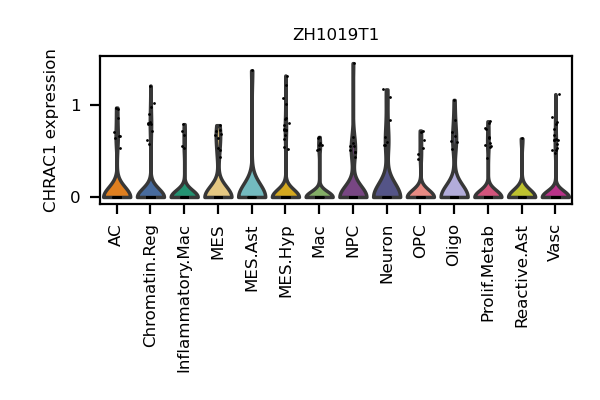 ZH1019T1
CHRAC1 expression
1
0
AC
Chromatin.Reg
Inflammatory.Mac
MES
MES.Ast
MES.Hyp
Mac
NPC
Neuron
OPC
Oligo
Prolif.Metab
Reactive.Ast
Vasc